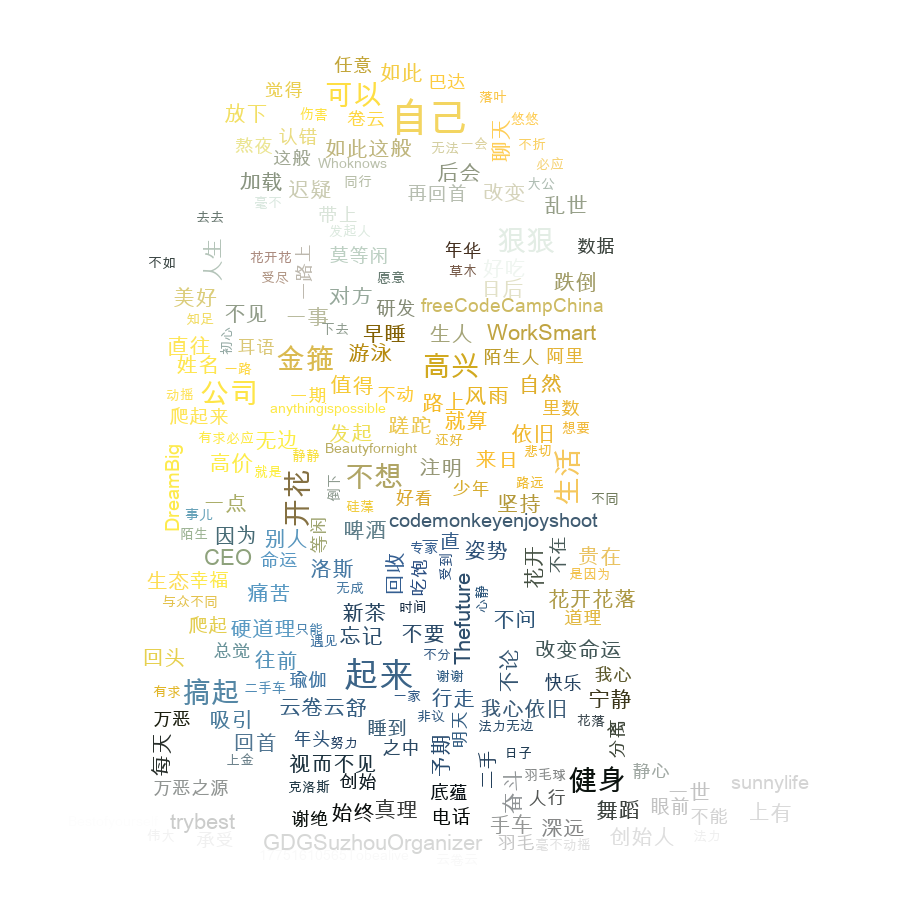 任意
如此
巴达
觉得
可以
落叶
放下
伤害
卷云
自己
悠悠
熬夜
认错
如此这般
无法
一会
聊天
不折
这般
Whoknows
后会
必应
加载
迟疑
同行
再回首
改变
大公
毫不
带上
乱世
去去
发起人
狠狠
数据
人生
花开花
一路上
莫等闲
年华
不如
受尽
愿意
草木
好吃
跌倒
美好
对方
日后
知足
不见
一事
研发
freeCodeCampChina
初心
下去
早睡
生人
WorkSmart
直往
耳语
金箍
游泳
高兴
陌生人
阿里
姓名
一路
自然
动摇
公司
一期
值得
不动
路上
风雨
里数
爬起来
anythingispossible
蹉跎
就算
想要
有求必应
无边
发起
还好
依旧
DreamBig
高价
静静
Beautyfornight
注明
来日
悲切
就是
不想
生活
开花
倒下
少年
路远
一点
硅藻
好看
坚持
不同
事儿
因为
别人
等闲
啤酒
codemonkeyenjoyshoot
陌生
CEO
命运
洛斯
回收
专家
一直
姿势
花开
不在
贵在
生态
幸福
痛苦
无成
吃饱
受到
是因为
与众不同
新茶
时间
Thefuture
心静
花开花落
爬起
硬道理
只能
遇见
忘记
不要
不问
道理
回头
总觉
往前
不分
不论
改变命运
起来
谢谢
有求
搞起
二手车
瑜伽
一家
行走
快乐
我心
宁静
万恶
吸引
云卷云舒
非议
我心依旧
花落
每天
回首
年头
努力
睡到
之中
予期
明天
法力无边
分离
上金
视而不见
二手
日子
万恶之源
克洛斯
创始
底蕴
奋斗
羽毛球
健身
静心
一世
sunnylife
trybest
谢绝
始终
真理
电话
人行
舞蹈
眼前
不能
上有
伟大
承受
手车
深远
GDGSuzhouOrganizer
羽毛
毫不动摇
创始人
法力